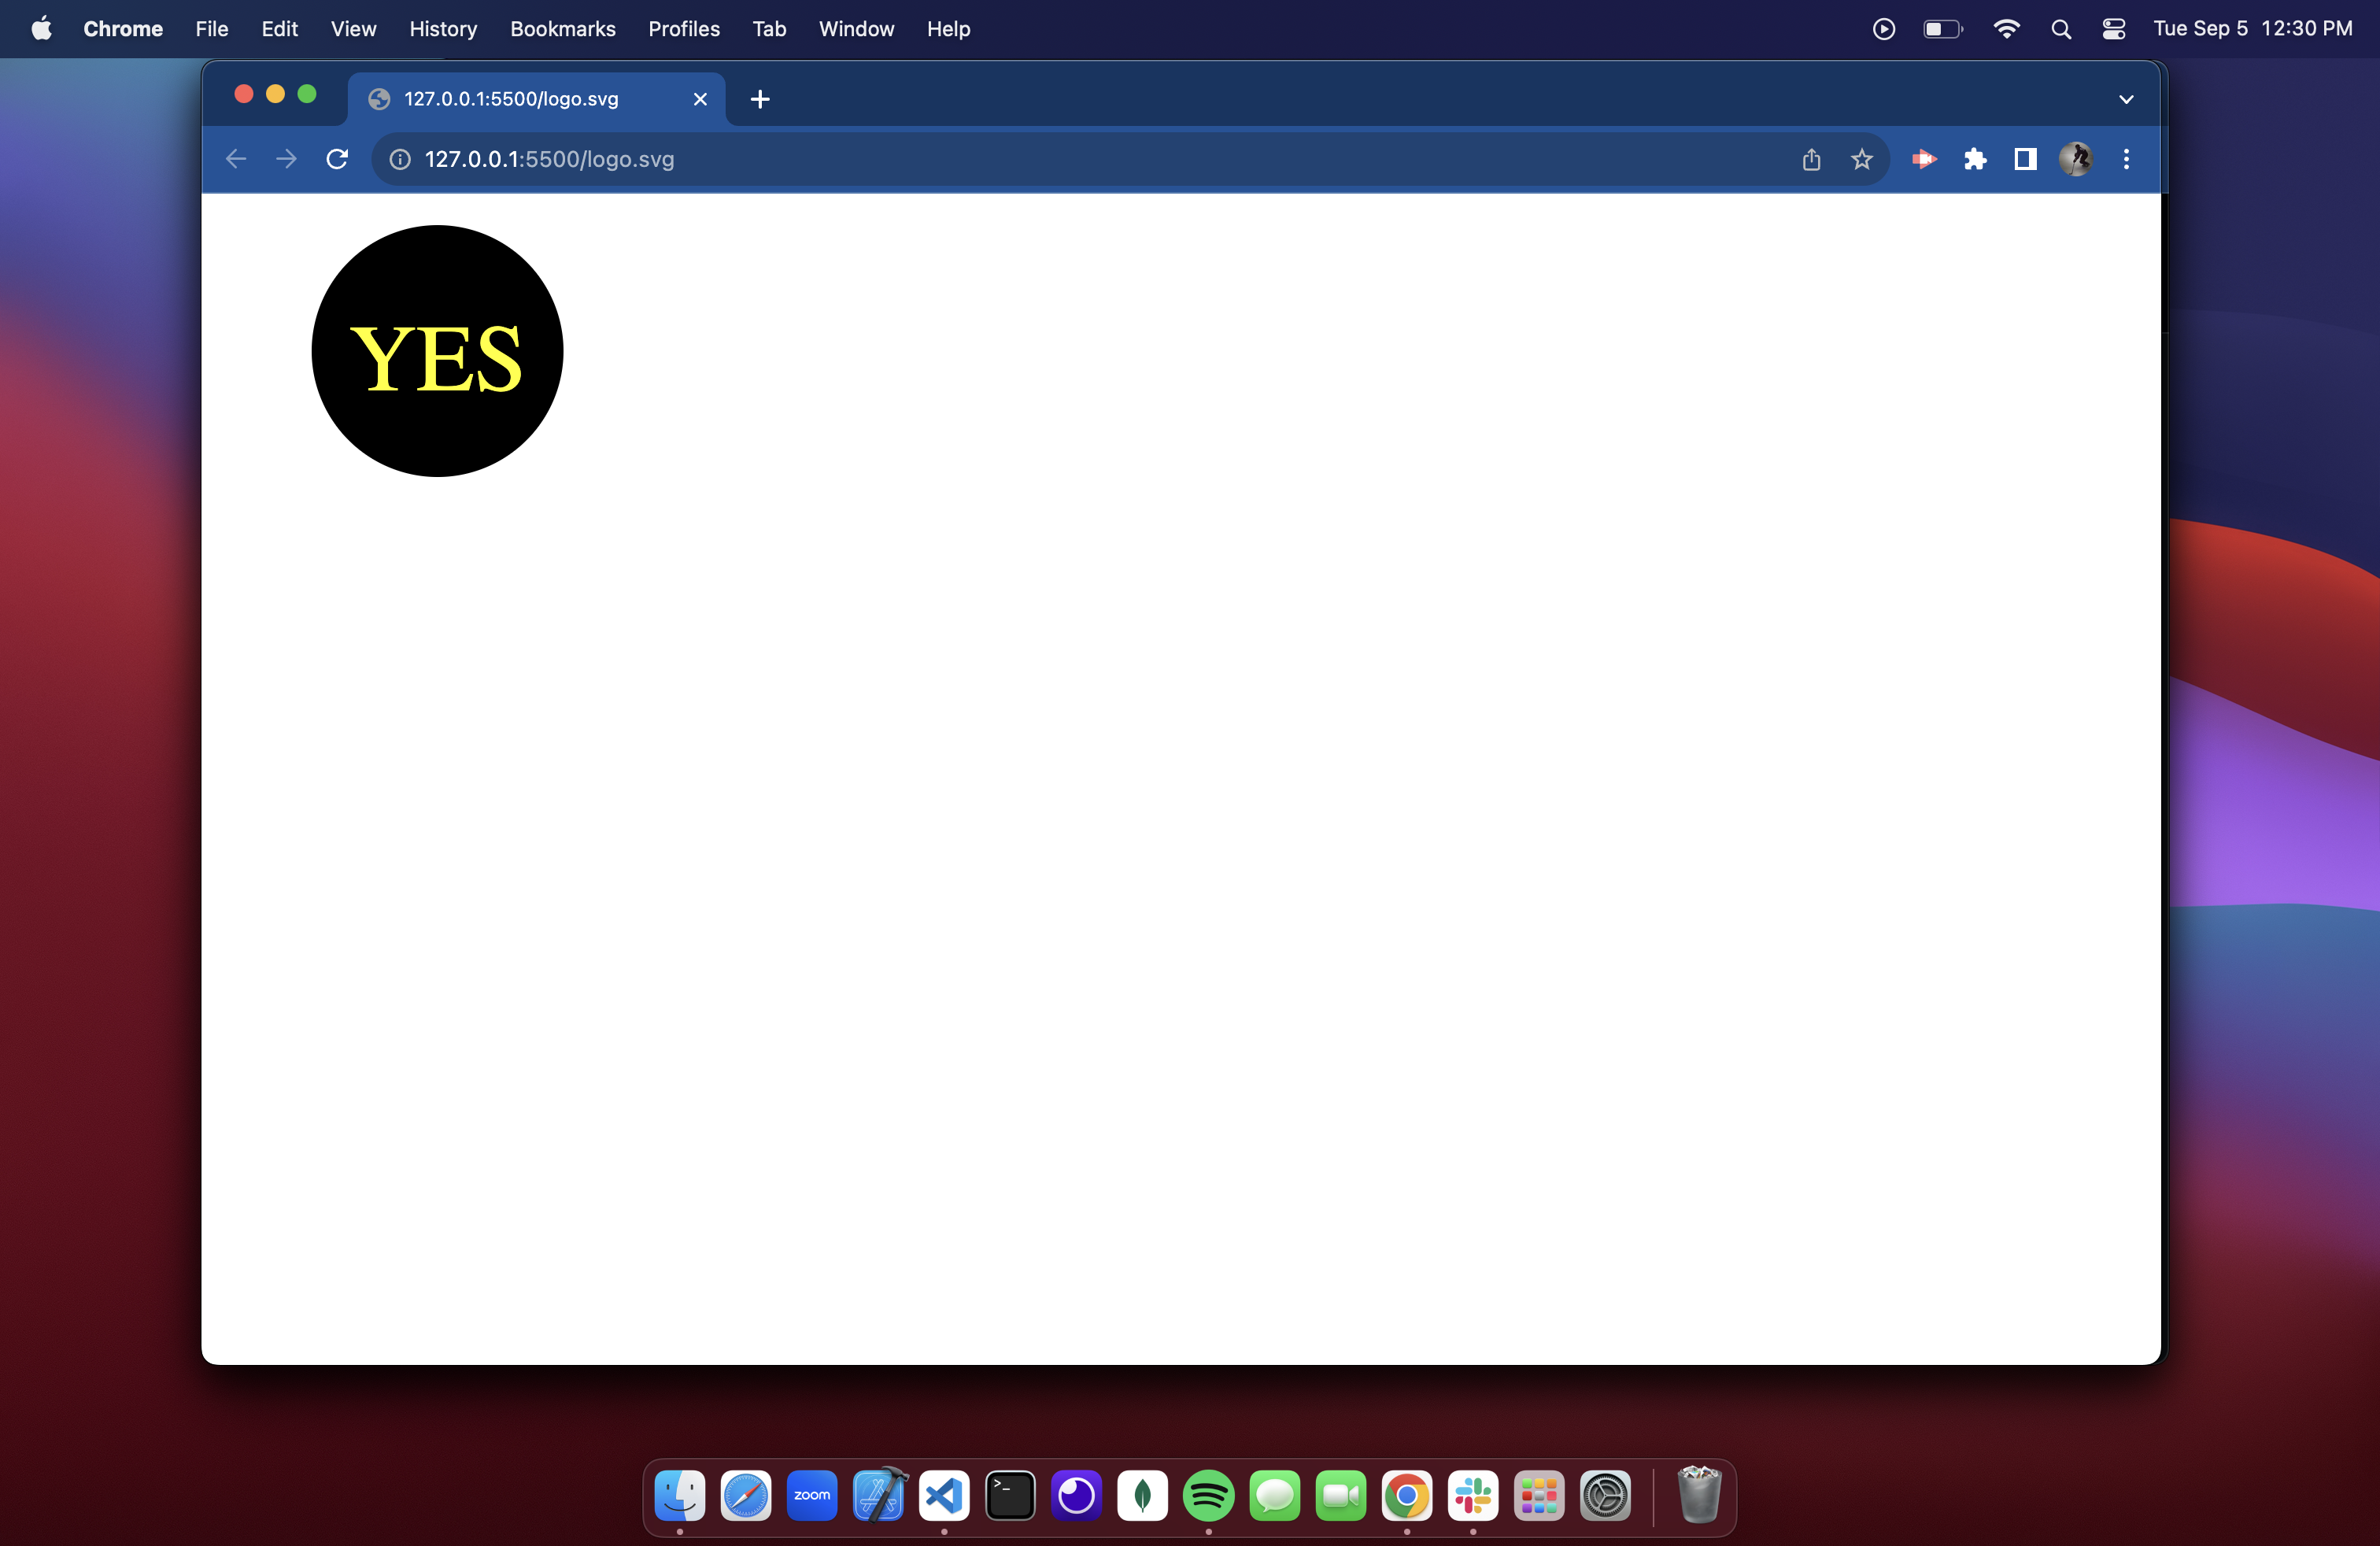 Chrome File Edit View History Bookmarks Profiles Tab Window Help Tue Sep 5 12:30 PM
127.0.0.1:5500/logo.svg
127.0.0.1:5500/logo.svg
YES
zoom
>_